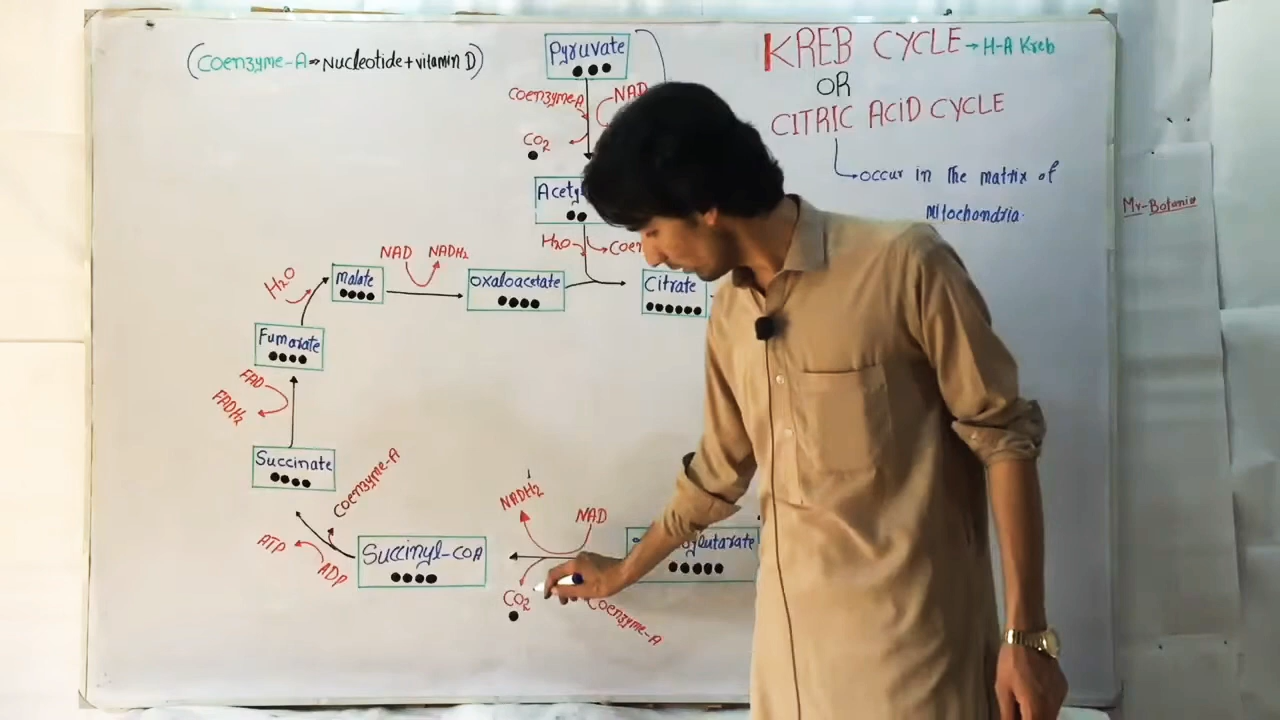 (Coenzyme-A→Nucleotide+vitamin D)
Pyruvate
KREB CYCLE→H-A Kreb
OR
CITRIC ACID CYCLE
occur in The matrix of
Mitochondria.
Mr-Botanic
Coenzyme-A
NAD
CO2
H2O
NAD
NADH2
H2O
Malate
Oxaloacetate
Citrate
Fumarate
FAD
FADH2
Succinate
Coenzyme-A
NADH2
NAD
ATP
ADP
Succinyl-COA
CO2
Coenzyme-A